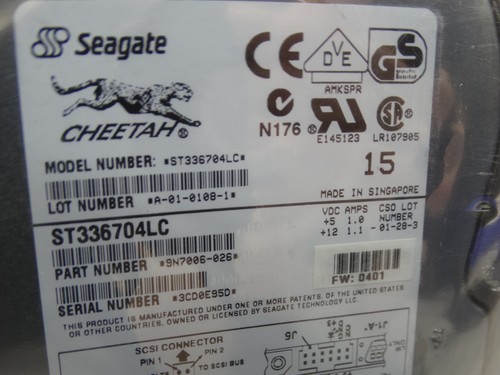 Seagate
CE
DVE
GS
AMKSPR
CHEETAH®
N176
E145123
LR107905
MODEL NUMBER: *ST336704LC*
15
MADE IN SINGAPORE
LOT NUMBER *A-01-0108-1*
ST336704LC
VDC AMPS CSO LOT
+5 1.0 NUMBER
+12 1.1 -01-28-3
PART NUMBER *9N7006-026*
FW: 0401
SERIAL NUMBER *3CD0E95D*
THIS PRODUCT IS MANUFACTURED UNDER ONE OR MORE OF THE UNITED STATES
OR OTHER PATENTS, OWNED OR LICENSED BY SEAGATE TECHNOLOGY LLC.
SCSI CONNECTOR
PIN 1
PIN 2
TO SCSI BUS
J5
J1-A